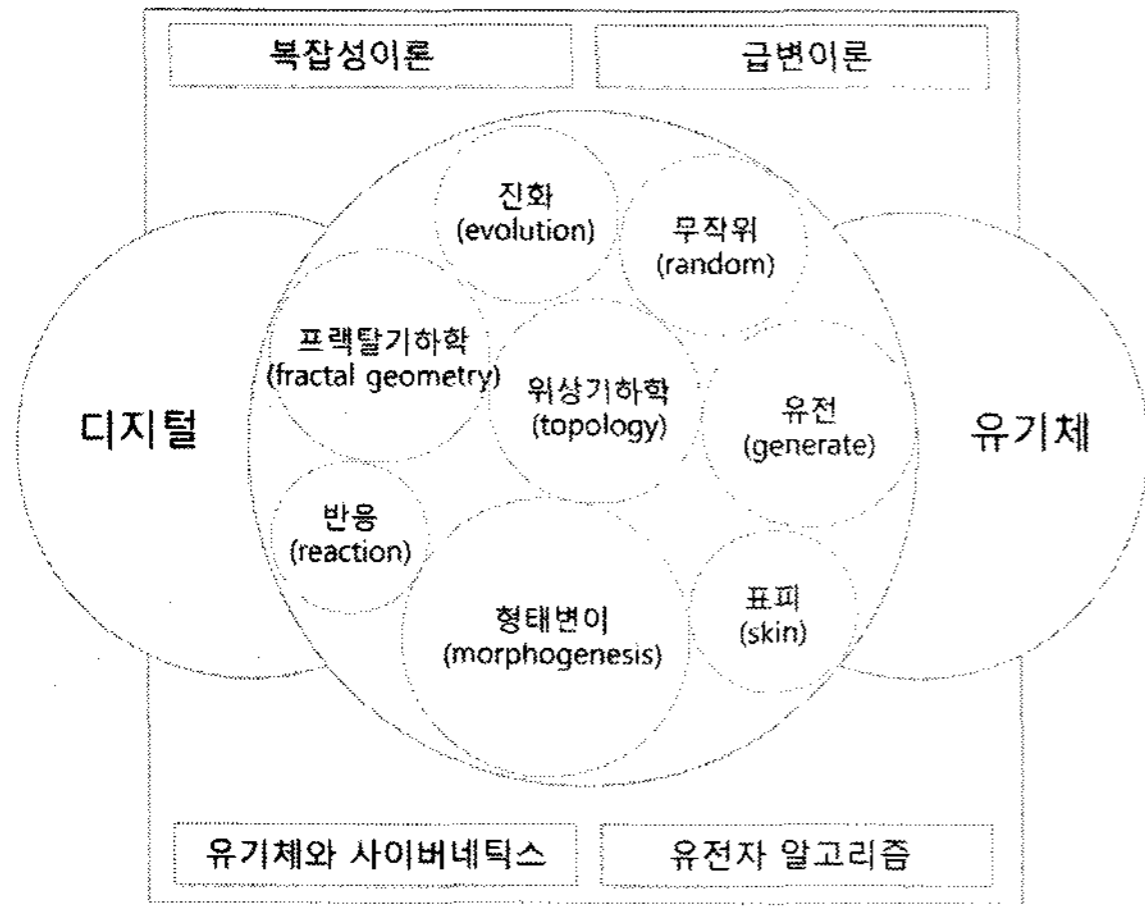 복잡성이론
급변이론
진화
(evolution)
무작위
(random)
프랙탈기하학
(fractal geometry)
위상기하학
(topology)
유전
(generate)
디지털
유기체
반응
(reaction)
형태변이
(morphogenesis)
표피
(skin)
유기체와 사이버네틱스
유전자 알고리즘